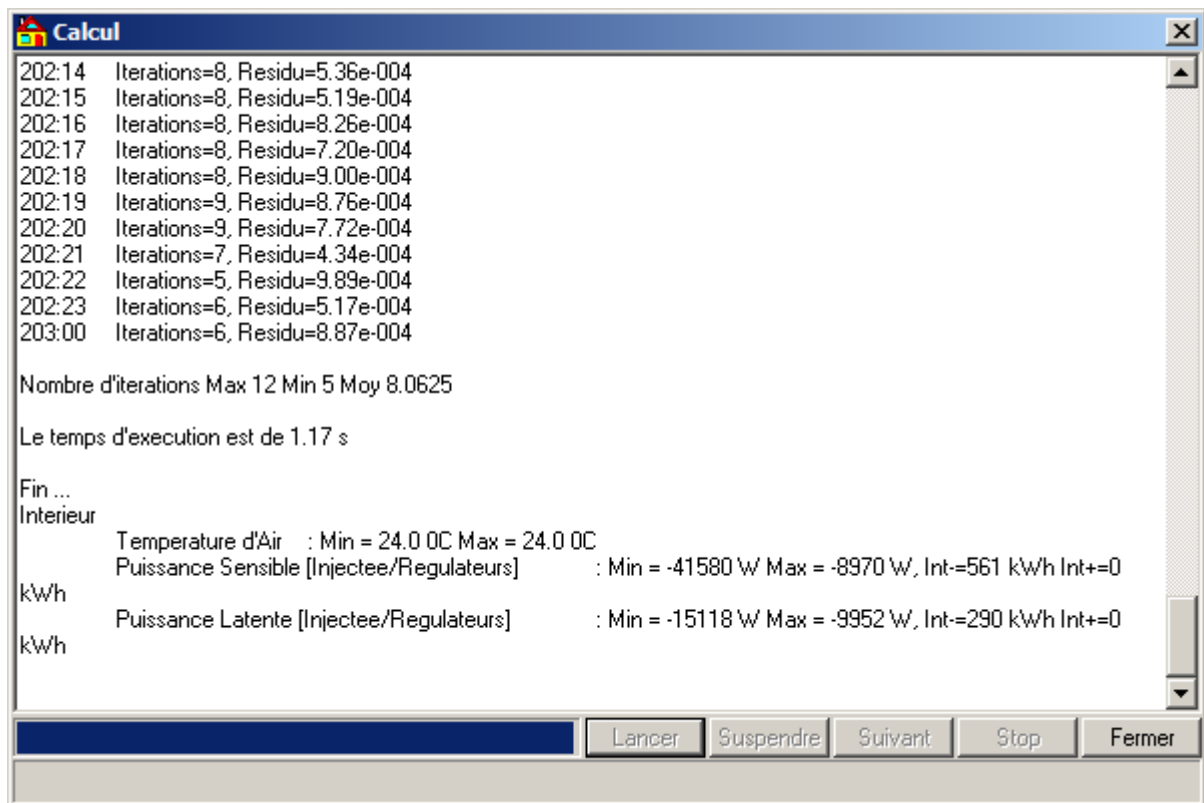 Calcul
202:14 Iterations=8, Residu=5.36e-004
202:15 Iterations=8, Residu=5.19e-004
202:16 Iterations=8, Residu=8.26e-004
202:17 Iterations=8, Residu=7.20e-004
202:18 Iterations=8, Residu=9.00e-004
202:19 Iterations=9, Residu=8.76e-004
202:20 Iterations=9, Residu=7.72e-004
202:21 Iterations=7, Residu=4.34e-004
202:22 Iterations=5, Residu=9.89e-004
202:23 Iterations=6, Residu=5.17e-004
203:00 Iterations=6, Residu=8.87e-004
Nombre d'iterations Max 12 Min 5 Moy 8.0625
Le temps d'execution est de 1.17 s
Fin ...
Interieur
Temperature d'Air : Min = 24.0 0C Max = 24.0 0C
Puissance Sensible [Injectee/Regulateurs] : Min = -41580 W Max = -8970 W, Int-=561 kWh Int+=0
kWh
Puissance Latente [Injectee/Regulateurs] : Min = -15118 W Max = -9952 W, Int-=290 kWh Int+=0
kWh
Lancer Suspendre Suivant Stop Fermer